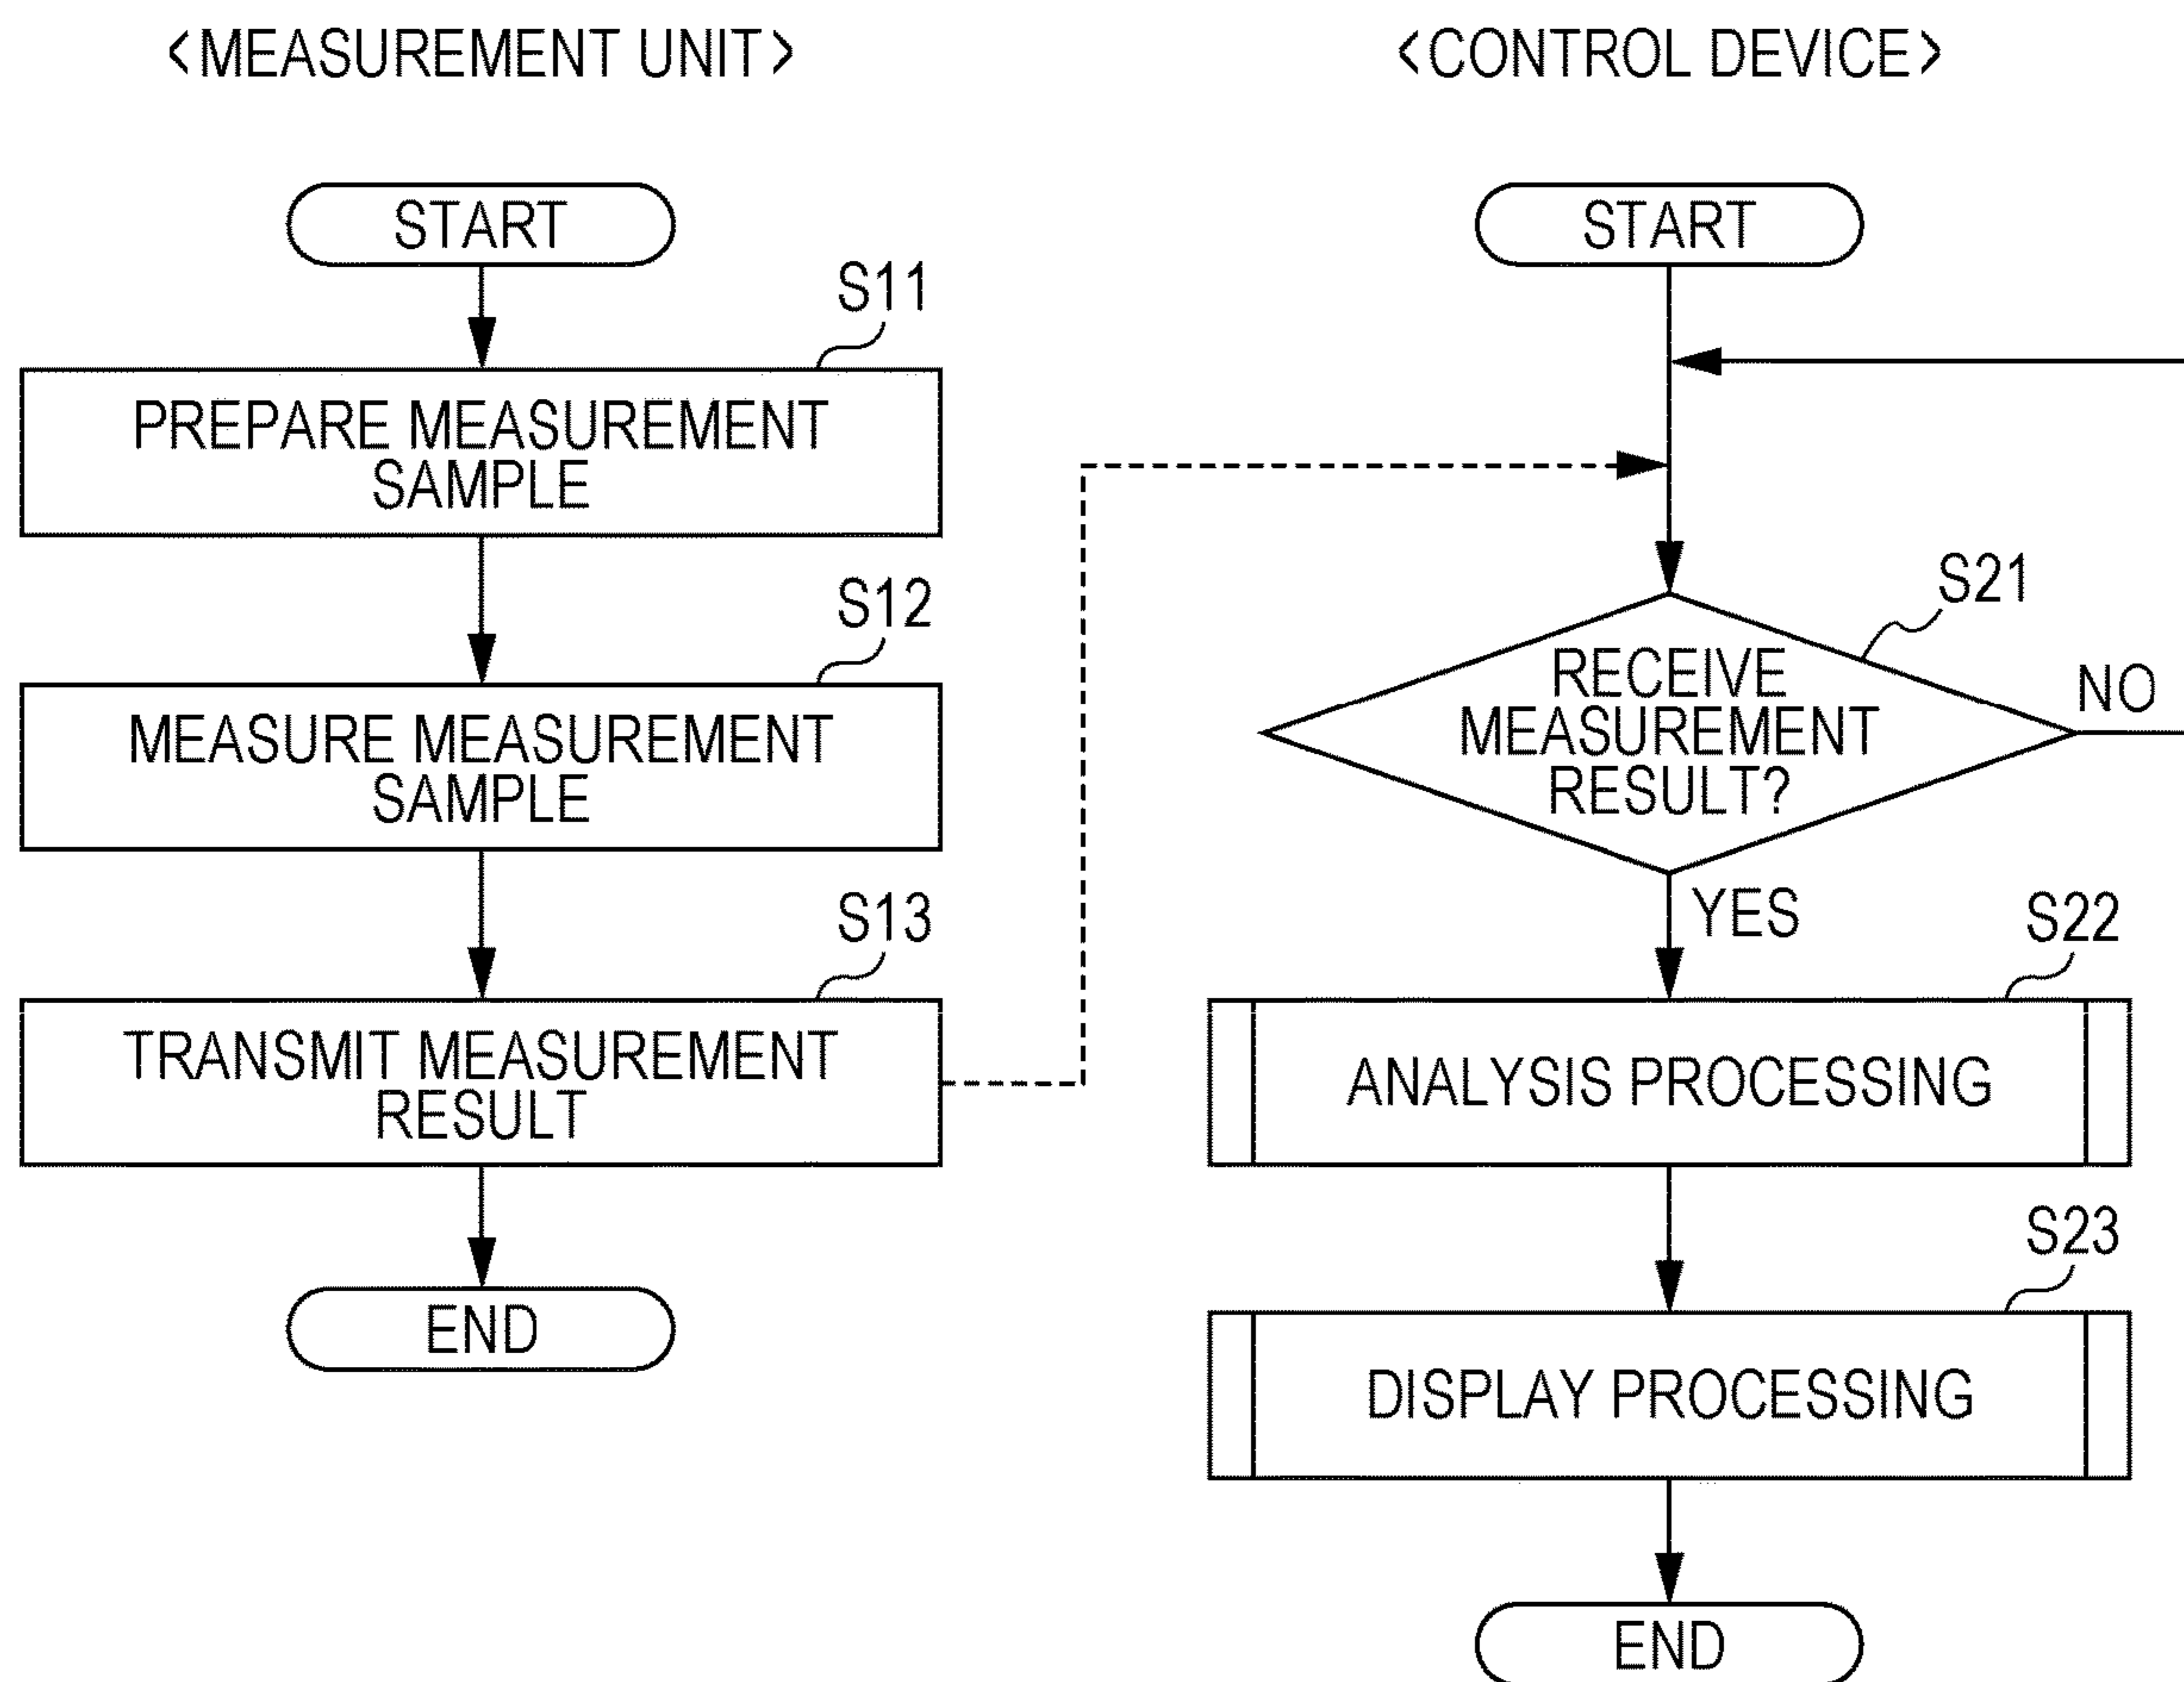 <MEASUREMENT UNIT>
START
S11
PREPARE MEASUREMENT
SAMPLE
S12
MEASURE MEASUREMENT
SAMPLE
S13
TRANSMIT MEASUREMENT
RESULT
END
<CONTROL DEVICE>
START
S21
RECEIVE
MEASUREMENT
RESULT?
NO
YES
S22
ANALYSIS PROCESSING
S23
DISPLAY PROCESSING
END